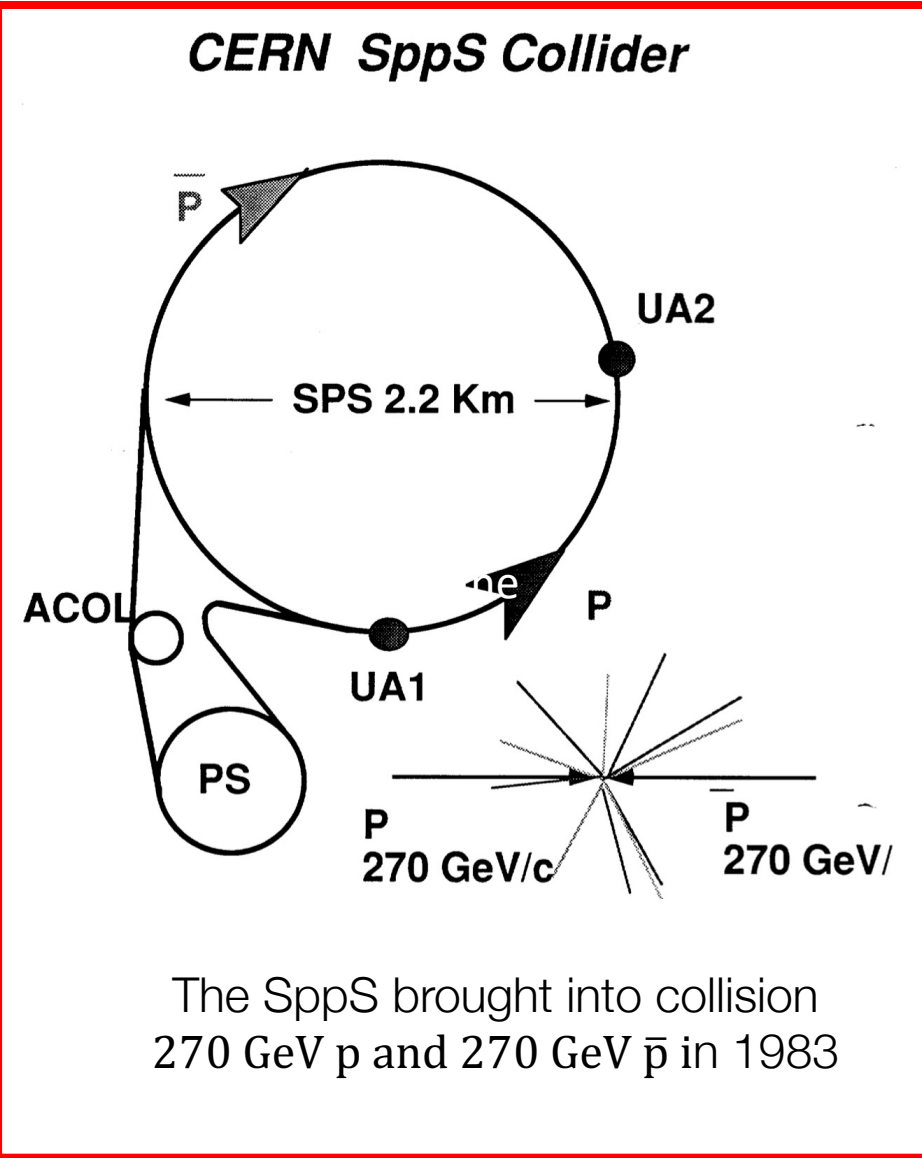 CERN SppS Collider
P̅
UA2
SPS 2.2 Km
ACOL
ne
P
UA1
PS
P
270 GeV/c
P̅
270 GeV/
The SppS brought into collision
270 GeV p and 270 GeV p̅ in 1983